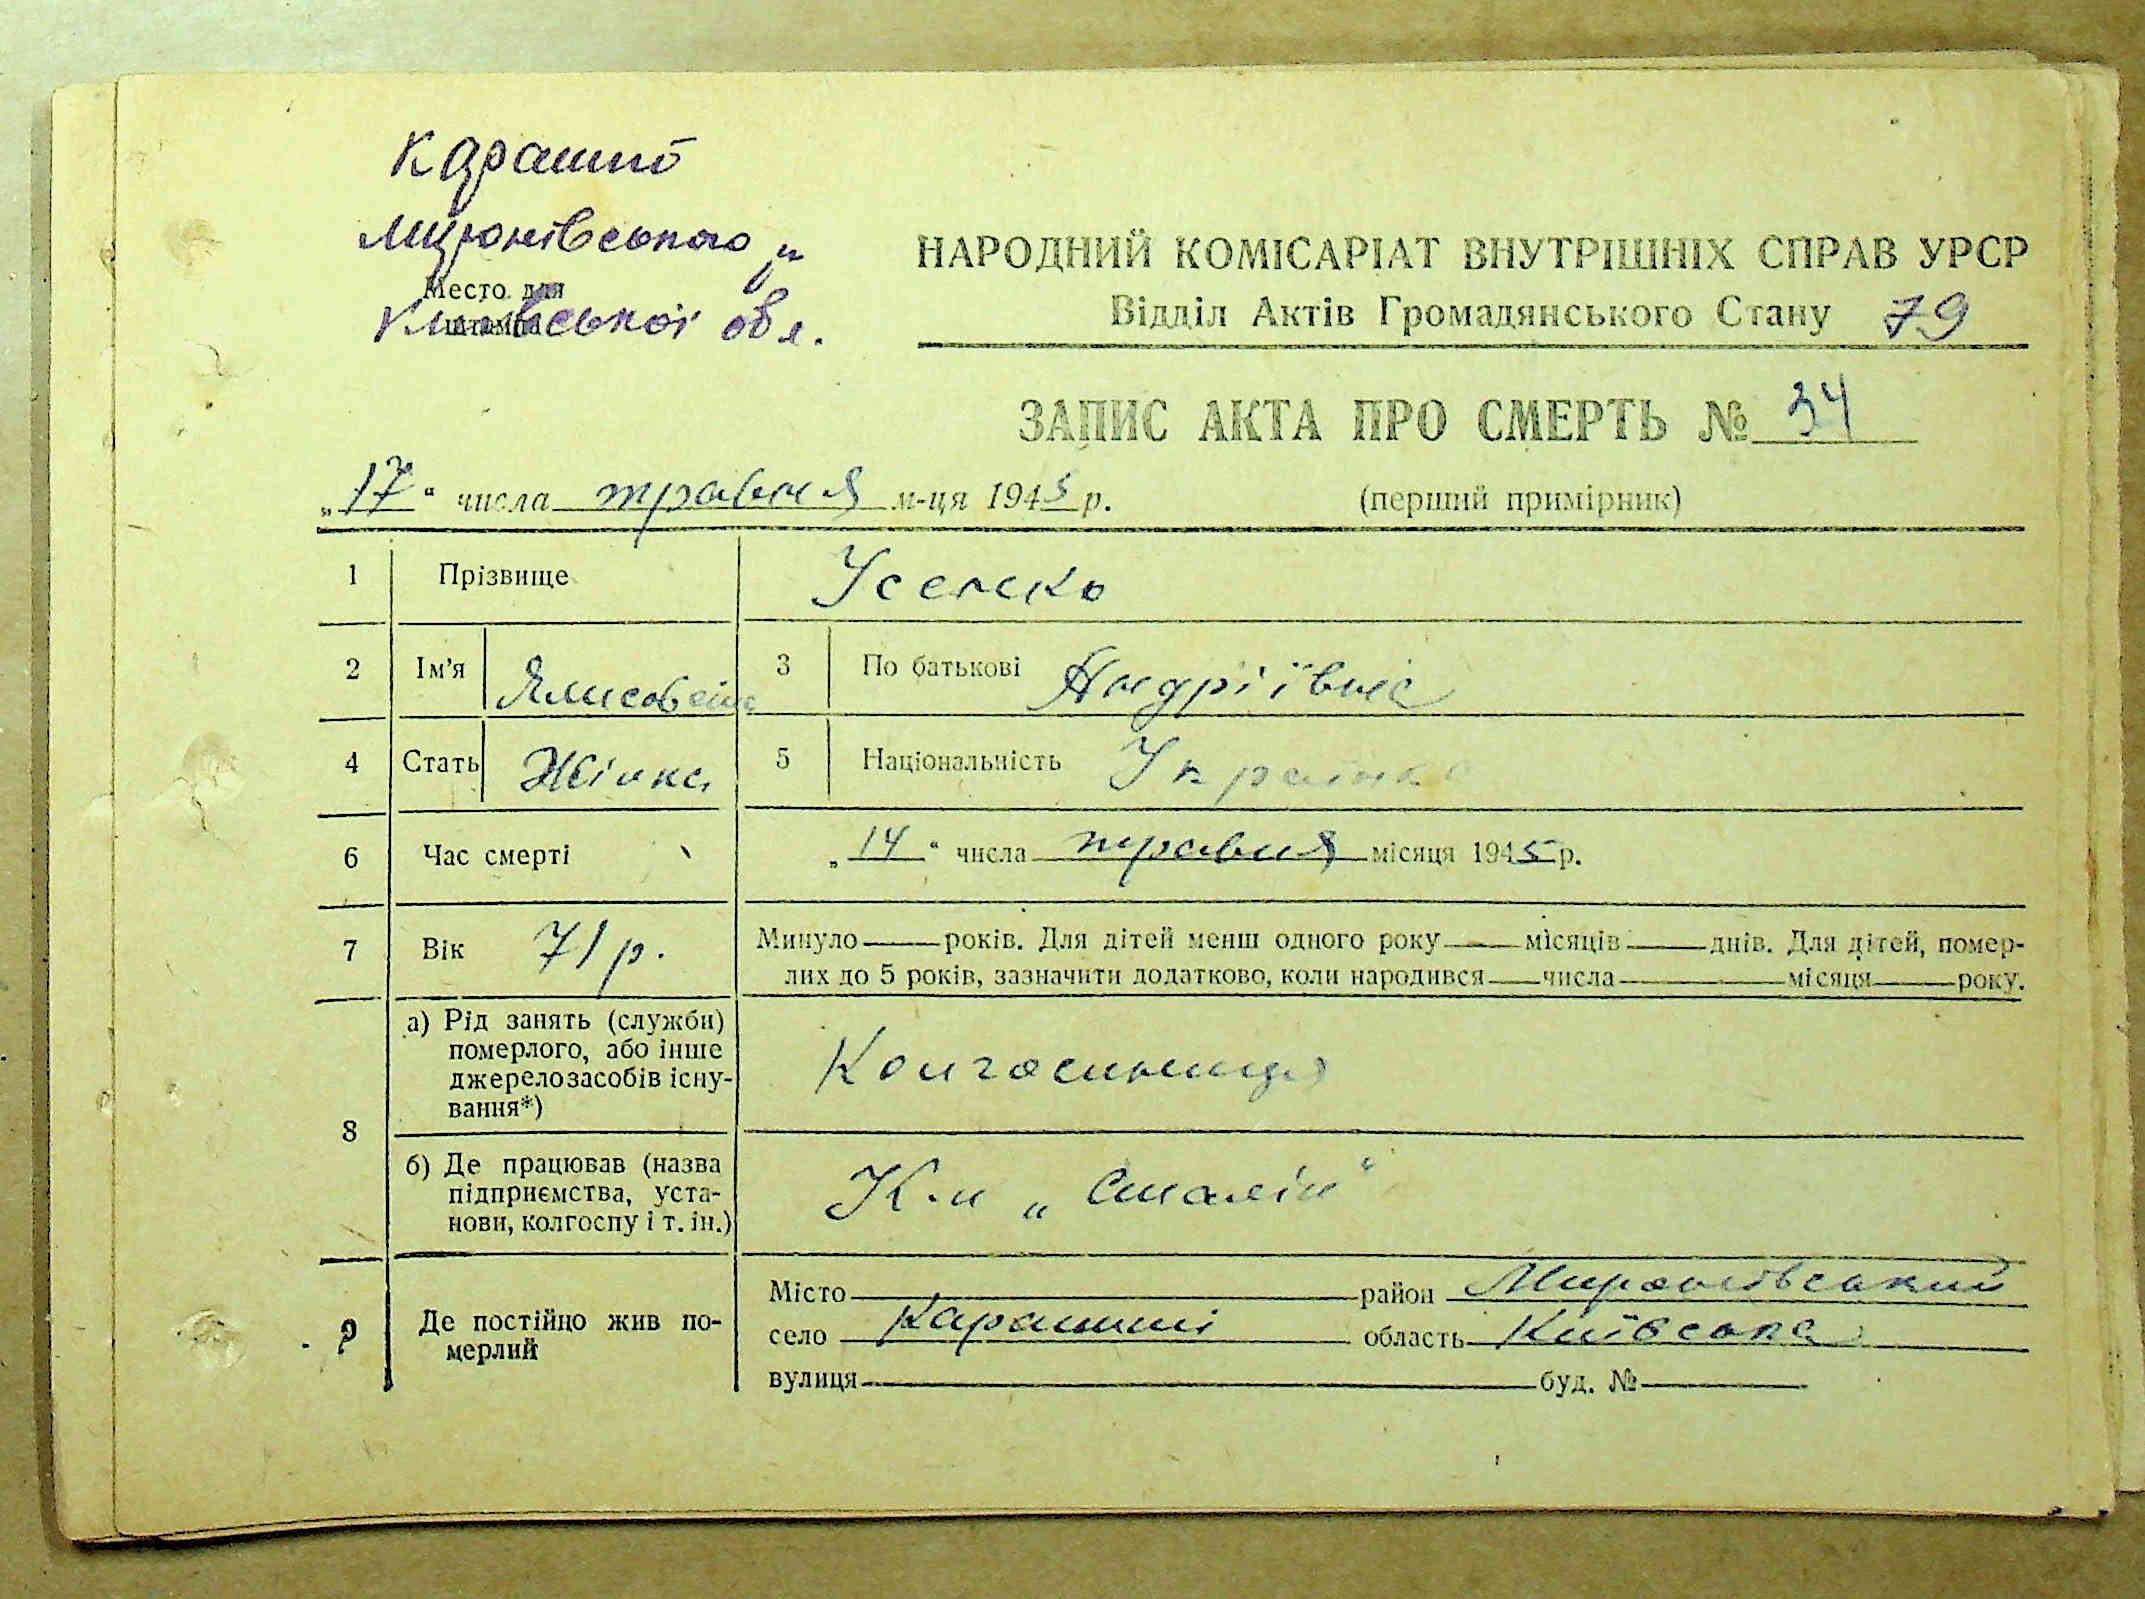 Карашин
Миронівського р-н
Место для
штампа
Київської обл.
НАРОДНИЙ КОМІСАРІАТ ВНУТРІШНІХ СПРАВ УРСР
Відділ Актів Громадянського Стану 79
ЗАПИС АКТА ПРО СМЕРТЬ № 34
„17" числа травня м-ця 1945 р. (перший примірник)
1 Прізвище Усенко
2 Ім'я Ялисовета 3 По батькові Андріївна
4 Стать Жінка 5 Національність Українка
6 Час смерті „14" числа травня місяця 1945 р.
7 Вік 71 р. Минуло — років. Для дітей менш одного року — місяців — днів. Для дітей, помер-
лих до 5 років, зазначити додатково, коли народився — числа — місяця — року.
8 а) Рід занять (служби)
померлого, або інше
джерелозасобів існу-
вання*)
Колгоспниця
б) Де працював (назва
підприємства, уста-
нови, колгоспу і т. ін.)
К-п „Сталін"
9 Де постійно жив по-
мерлий
Місто — район Миронівський
село Карашині область Київська
вулиця — буд. №